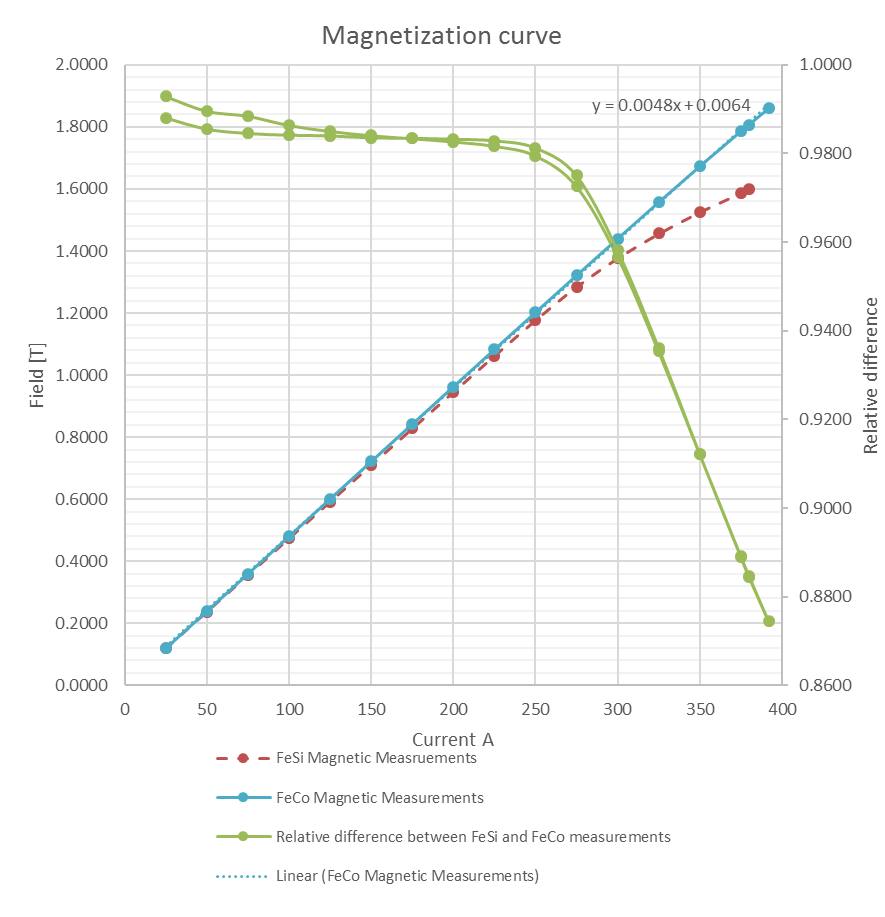 Magnetization curve
y = 0.0048x + 0.0064
2.0000
1.8000
1.6000
1.4000
1.2000
1.0000
0.8000
0.6000
0.4000
0.2000
0.0000
Field [T]
1.0000
0.9800
0.9600
0.9400
0.9200
0.9000
0.8800
0.8600
Relative difference
0 50 100 150 200 250 300 350 400
Current A
FeSi Magnetic Measruements
FeCo Magnetic Measurements
Relative difference between FeSi and FeCo measurements
Linear (FeCo Magnetic Measurements)